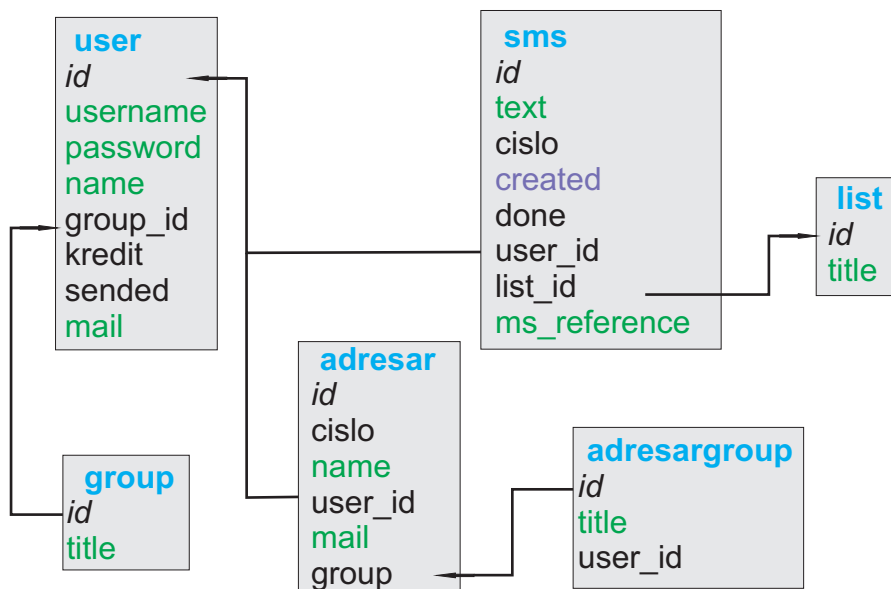 user
id
username
password
name
group_id
kredit
sended
mail
sms
id
text
cislo
created
done
user_id
list_id
ms_reference
list
id
title
group
id
title
adresar
id
cislo
name
user_id
mail
group
adresargroup
id
title
user_id